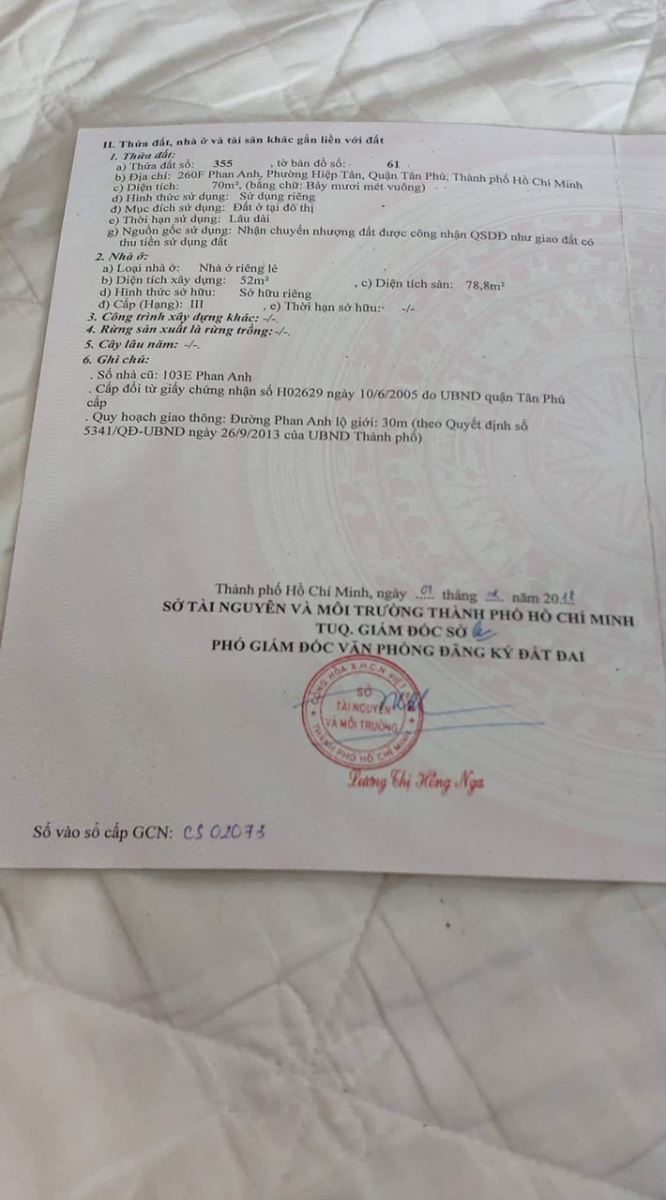 II. Thửa đất, nhà ở và tài sản khác gắn liền với đất
1. Thửa đất:
a) Thửa đất số: 355 , tờ bản đồ số: 61
b) Địa chỉ: 260F Phan Anh, Phường Hiệp Tân, Quận Tân Phú, Thành phố Hồ Chí Minh
c) Diện tích: 70m², (bằng chữ: Bảy mươi mét vuông)
d) Hình thức sử dụng: Sử dụng riêng
đ) Mục đích sử dụng: Đất ở tại đô thị
e) Thời hạn sử dụng: Lâu dài
g) Nguồn gốc sử dụng: Nhận chuyển nhượng đất được công nhận QSDĐ như giao đất có
thu tiền sử dụng đất
2. Nhà ở:
a) Loại nhà ở: Nhà ở riêng lẻ
b) Diện tích xây dựng: 52m² , c) Diện tích sàn: 78,8m²
d) Hình thức sở hữu: Sở hữu riêng
đ) Cấp (Hạng): III , e) Thời hạn sở hữu: -/-
3. Công trình xây dựng khác: -/-.
4. Rừng sản xuất là rừng trồng: -/-.
5. Cây lâu năm: -/-.
6. Ghi chú:
. Số nhà cũ: 103E Phan Anh
. Cấp đổi từ giấy chứng nhận số H02629 ngày 10/6/2005 do UBND quận Tân Phú
cấp
. Quy hoạch giao thông: Đường Phan Anh lộ giới: 30m (theo Quyết định số
5341/QĐ-UBND ngày 26/9/2013 của UBND Thành phố)
Thành phố Hồ Chí Minh, ngày 01 tháng năm 2018
SỞ TÀI NGUYÊN VÀ MÔI TRƯỜNG THÀNH PHỐ HỒ CHÍ MINH
TUQ. GIÁM ĐỐC SỞ
PHÓ GIÁM ĐỐC VĂN PHÒNG ĐĂNG KÝ ĐẤT ĐAI
CỘNG HÒA X.H.C.N VIỆT
SỞ
TÀI NGUYÊN
VÀ MÔI TRƯỜNG
THÀNH PHỐ HỒ CHÍ MINH
Lương Thị Hồng Nga
Số vào sổ cấp GCN: CS 02073